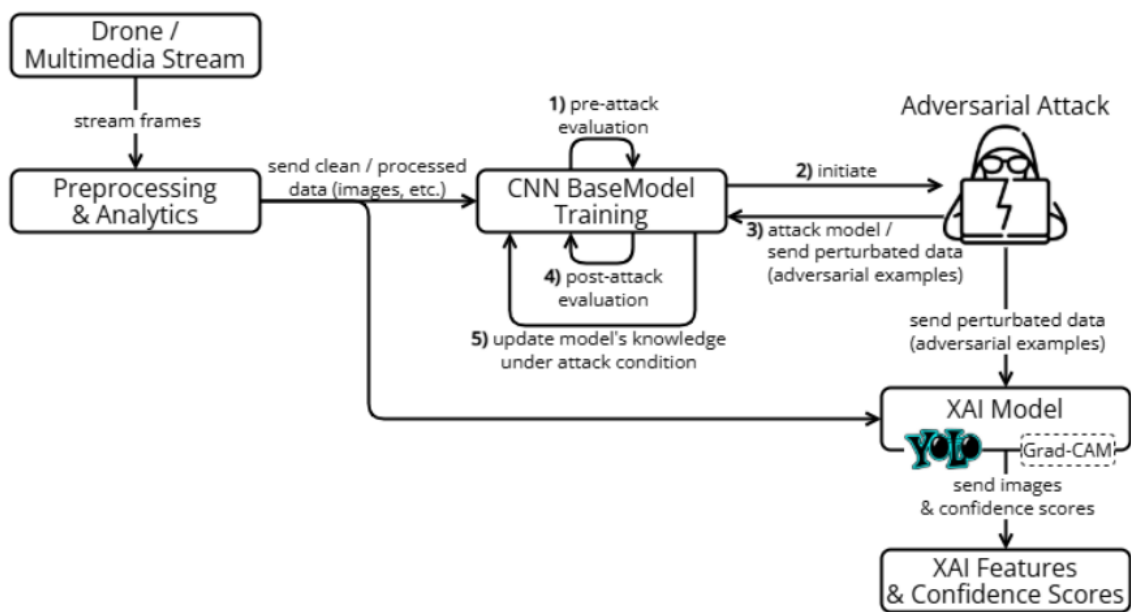 Drone /
Multimedia Stream
stream frames
Preprocessing
& Analytics
send clean / processed
data (images, etc.)
1) pre-attack
evaluation
CNN BaseModel
Training
2) initiate
Adversarial Attack
3) attack model /
send perturbated data
(adversarial examples)
4) post-attack
evaluation
5) update model's knowledge
under attack condition
send perturbated data
(adversarial examples)
XAI Model
YOLO
Grad-CAM
send images
& confidence scores
XAI Features
& Confidence Scores